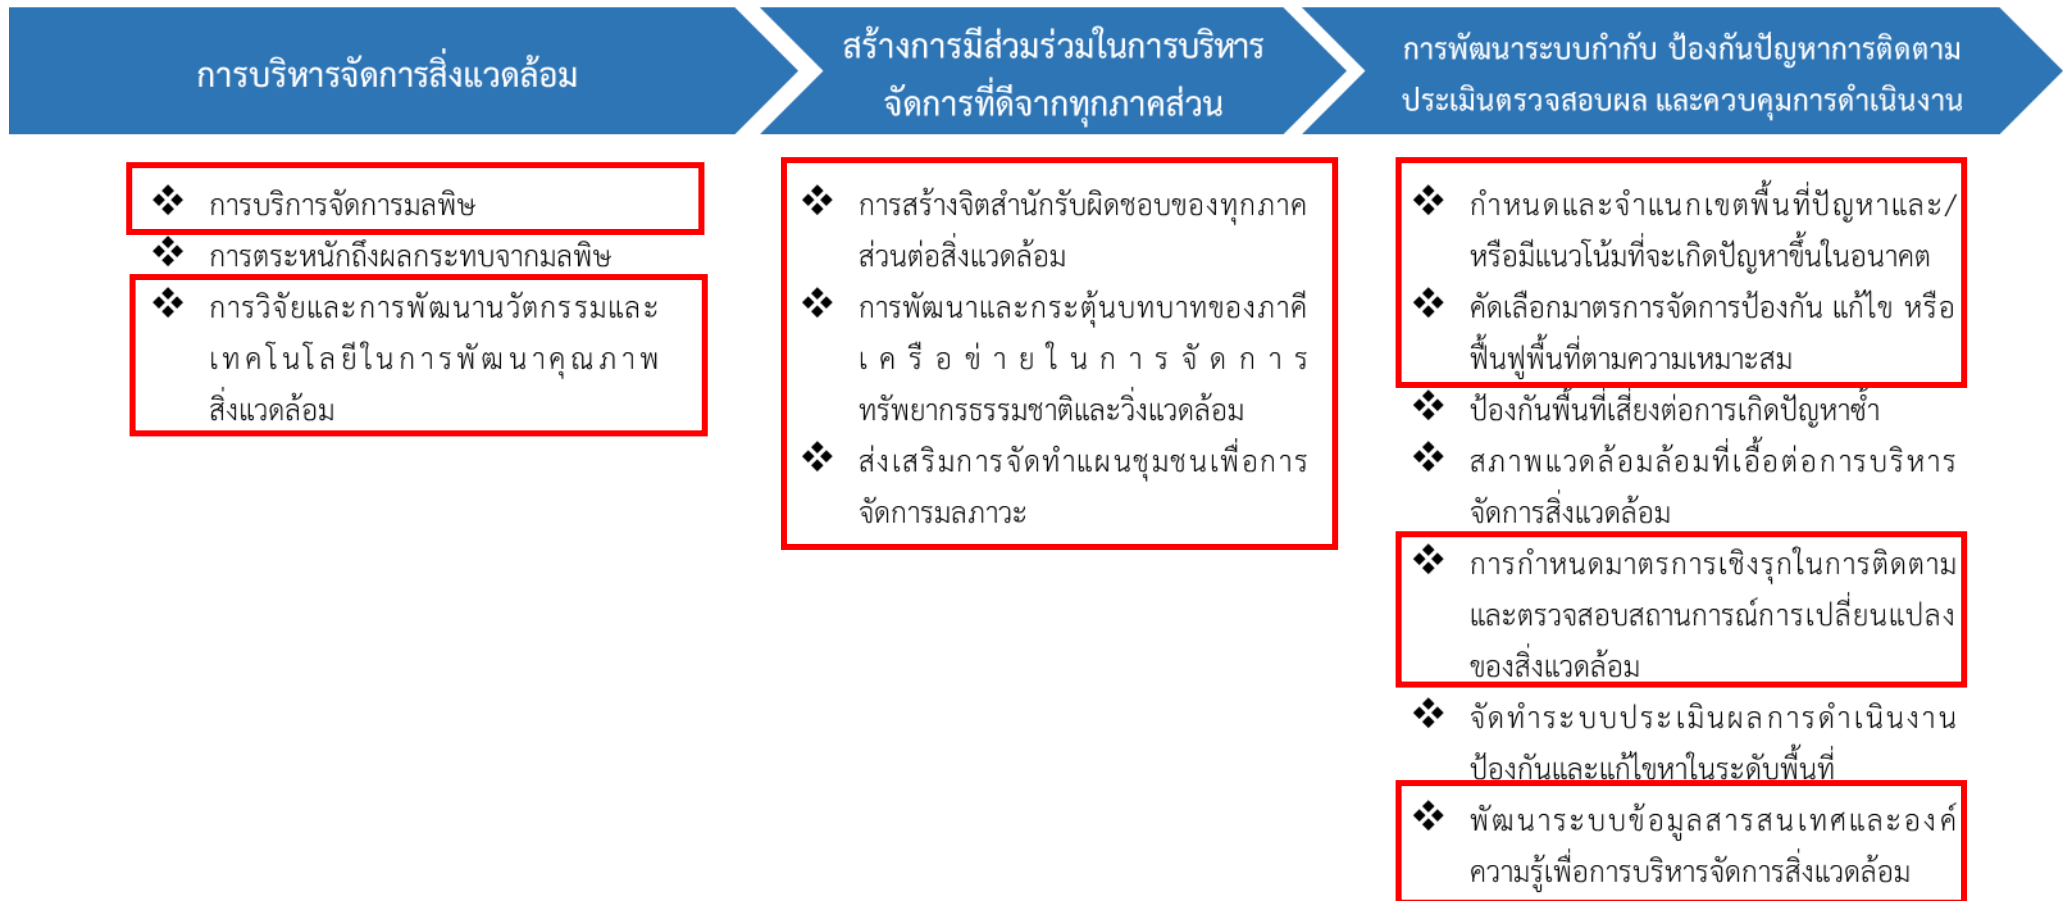 การบริหารจัดการสิ่งแวดล้อม
สร้างการมีส่วมร่วมในการบริหาร
จัดการที่ดีจากทุกภาคส่วน
การพัฒนาระบบกำกับ ป้องกันปัญหาการติดตาม
ประเมินตรวจสอบผล และควบคุมการดำเนินงาน
❖ การบริการจัดการมลพิษ
❖ การตระหนักถึงผลกระทบจากมลพิษ
❖ การวิจัยและการพัฒนานวัตกรรมและ
เทคโนโลยีในการพัฒนาคุณภาพ
สิ่งแวดล้อม
❖ การสร้างจิตสำนักรับผิดชอบของทุกภาค
ส่วนต่อสิ่งแวดล้อม
❖ การพัฒนาและกระตุ้นบทบาทของภาคี
เครือข่ายในการจัดการ
ทรัพยากรธรรมชาติและวิ่งแวดล้อม
❖ ส่งเสริมการจัดทำแผนชุมชนเพื่อการ
จัดการมลภาวะ
❖ กำหนดและจำแนกเขตพื้นที่ปัญหาและ/
หรือมีแนวโน้มที่จะเกิดปัญหาขึ้นในอนาคต
❖ คัดเลือกมาตรการจัดการป้องกัน แก้ไข หรือ
ฟื้นฟูพื้นที่ตามความเหมาะสม
❖ ป้องกันพื้นที่เสี่ยงต่อการเกิดปัญหาซ้ำ
❖ สภาพแวดล้อมล้อมที่เอื้อต่อการบริหาร
จัดการสิ่งแวดล้อม
❖ การกำหนดมาตรการเชิงรุกในการติดตาม
และตรวจสอบสถานการณ์การเปลี่ยนแปลง
ของสิ่งแวดล้อม
❖ จัดทำระบบประเมินผลการดำเนินงาน
ป้องกันและแก้ไขหาในระดับพื้นที่
❖ พัฒนาระบบข้อมูลสารสนเทศและองค์
ความรู้เพื่อการบริหารจัดการสิ่งแวดล้อม